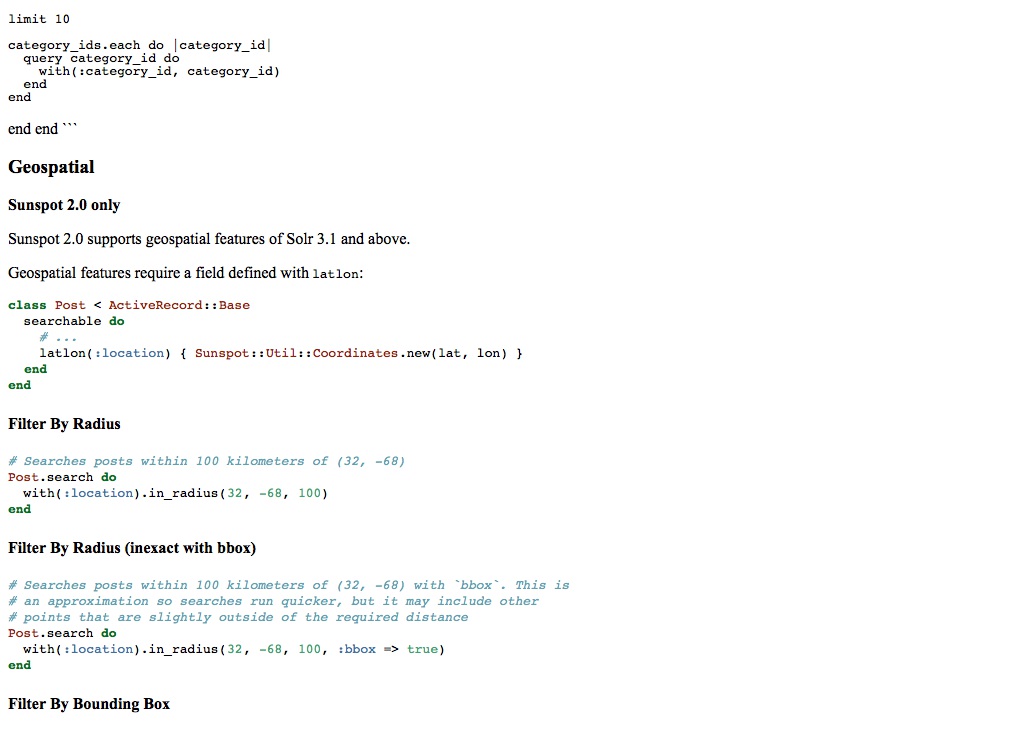 limit 10
category_ids.each do |category_id|
  query category_id do
    with(:category_id, category_id)
  end
end
end end ```
Geospatial
Sunspot 2.0 only
Sunspot 2.0 supports geospatial features of Solr 3.1 and above.
Geospatial features require a field defined with latlon:
class Post < ActiveRecord::Base
  searchable do
    # ...
    latlon(:location) { Sunspot::Util::Coordinates.new(lat, lon) }
  end
end
Filter By Radius
# Searches posts within 100 kilometers of (32, -68)
Post.search do
  with(:location).in_radius(32, -68, 100)
end
Filter By Radius (inexact with bbox)
# Searches posts within 100 kilometers of (32, -68) with `bbox`. This is
# an approximation so searches run quicker, but it may include other
# points that are slightly outside of the required distance
Post.search do
  with(:location).in_radius(32, -68, 100, :bbox => true)
end
Filter By Bounding Box